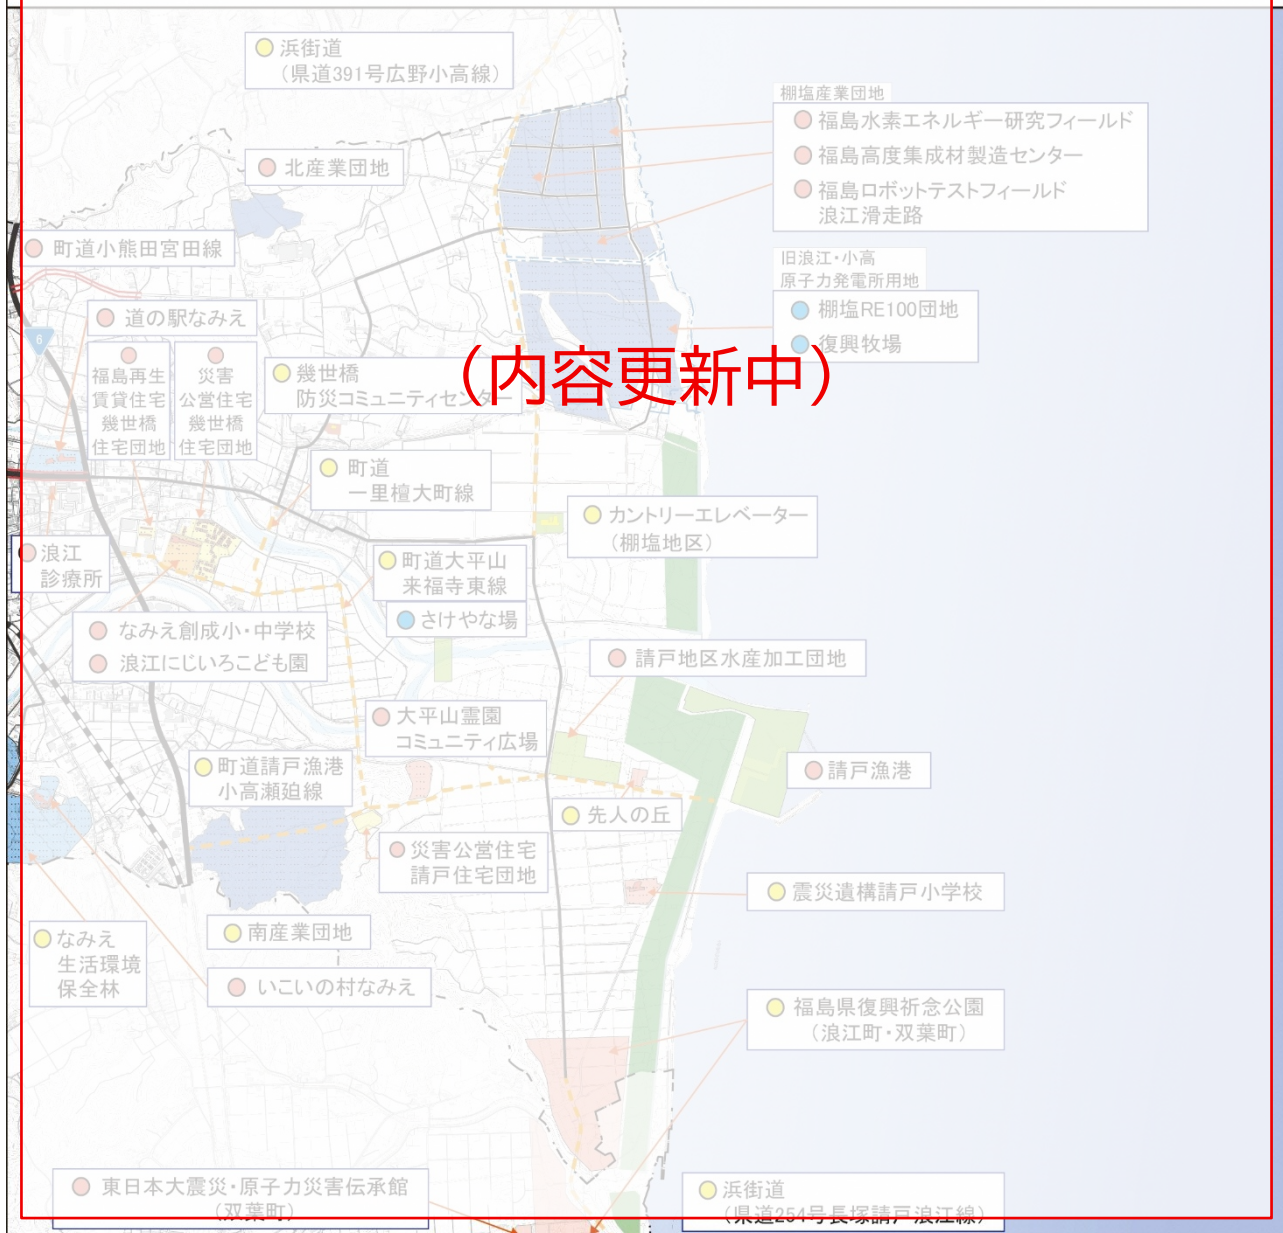 浜街道
（県道391号広野小高線）
棚塩産業団地
福島水素エネルギー研究フィールド
福島高度集成材製造センター
福島ロボットテストフィールド
浪江滑走路
北産業団地
町道小熊田宮田線
旧浪江・小高
原子力発電所用地
棚塩RE100団地
復興牧場
道の駅なみえ
6
福島再生
賃貸住宅
幾世橋
住宅団地
災害
公営住宅
幾世橋
住宅団地
幾世橋
防災コミュニティセンター
（内容更新中）
町道
一里檀大町線
カントリーエレベーター
（棚塩地区）
浪江
診療所
町道大平山
来福寺東線
さけやな場
なみえ創成小・中学校
浪江にじいろこども園
請戸地区水産加工団地
大平山霊園
コミュニティ広場
町道請戸漁港
小高瀬廹線
請戸漁港
先人の丘
災害公営住宅
請戸住宅団地
震災遺構請戸小学校
なみえ
生活環境
保全林
南産業団地
いこいの村なみえ
福島県復興祈念公園
（浪江町・双葉町）
東日本大震災・原子力災害伝承館
（双葉町）
浜街道
（県道254号長塚請戸浪江線）